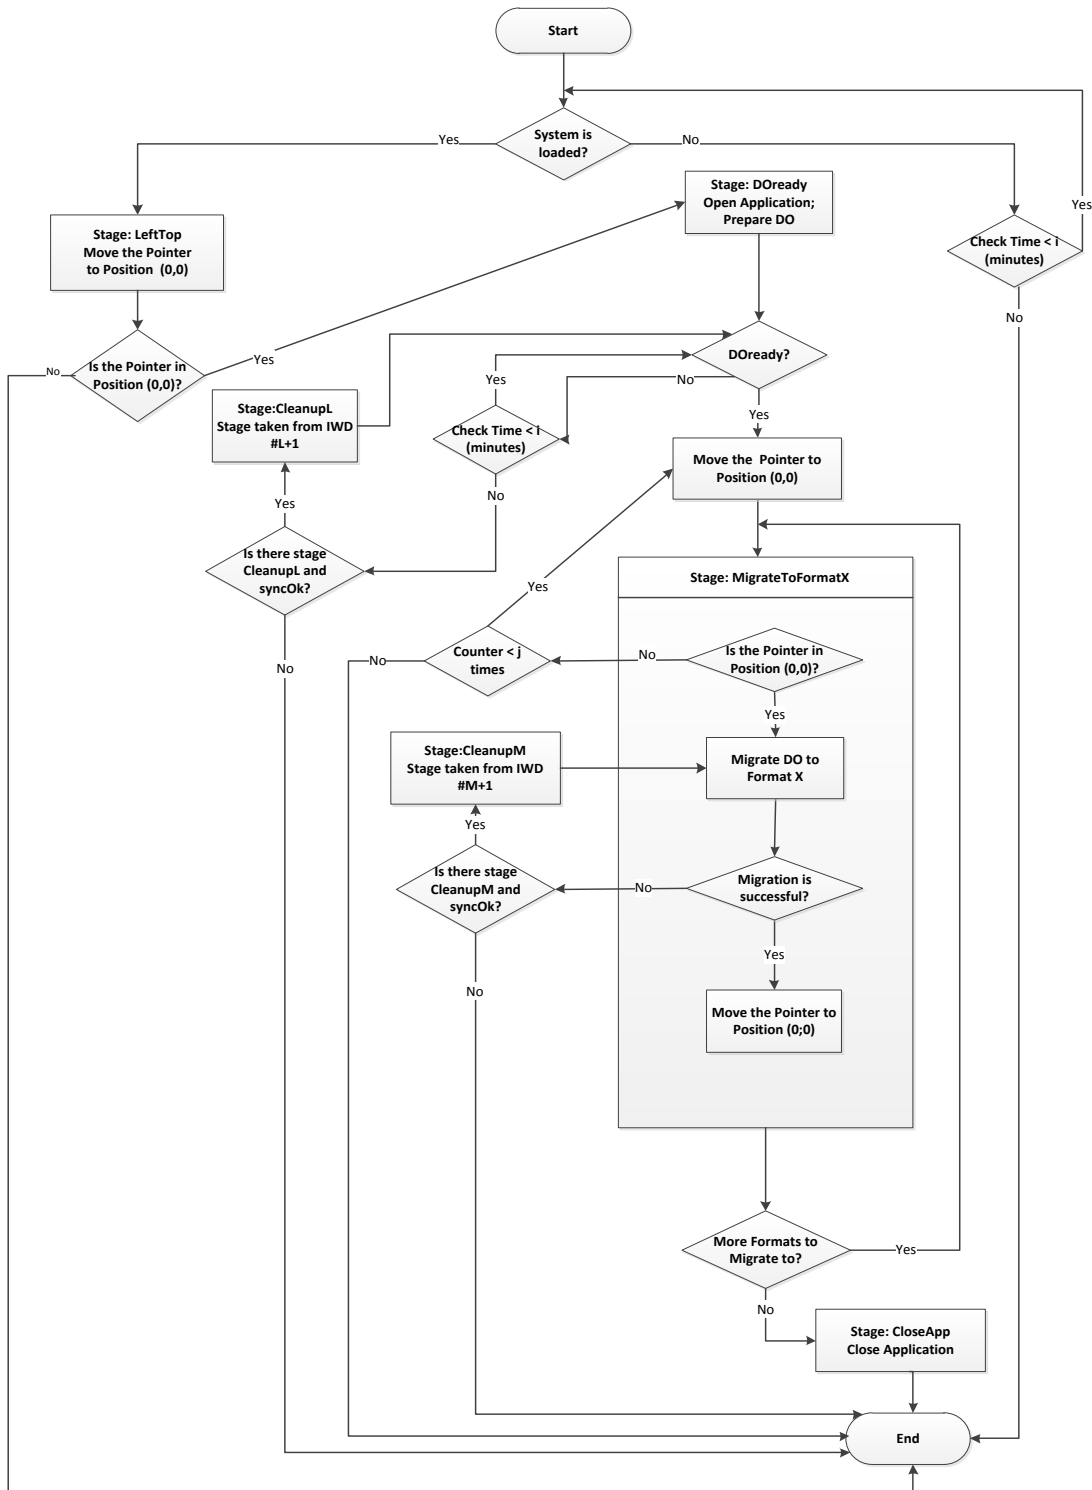 Start
System is
loaded?
Yes
No
Stage: LeftTop
Move the Pointer
to Position (0,0)
Stage: DOready
Open Application;
Prepare DO
Yes
Check Time < i
(minutes)
No
Is the Pointer in
Position (0,0)?
No
Yes
DOready?
No
Yes
Yes
Stage:CleanupL
Stage taken from IWD
#L+1
Check Time < i
(minutes)
Move the Pointer to
Position (0,0)
No
Yes
Is there stage
CleanupL and
syncOk?
No
Stage: MigrateToFormatX
Yes
Counter < j
times
No
No
Is the Pointer in
Position (0,0)?
Yes
Stage:CleanupM
Stage taken from IWD
#M+1
Migrate DO to
Format X
Yes
Is there stage
CleanupM and
syncOk?
No
Migration is
successful?
Yes
No
Move the Pointer to
Position (0;0)
More Formats to
Migrate to?
Yes
No
Stage: CloseApp
Close Application
End